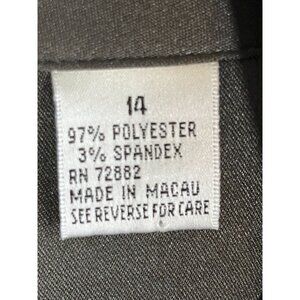 14
97% POLYESTER
3% SPANDEX
RN 72882
MADE IN MACAU
SEE REVERSE FOR CARE